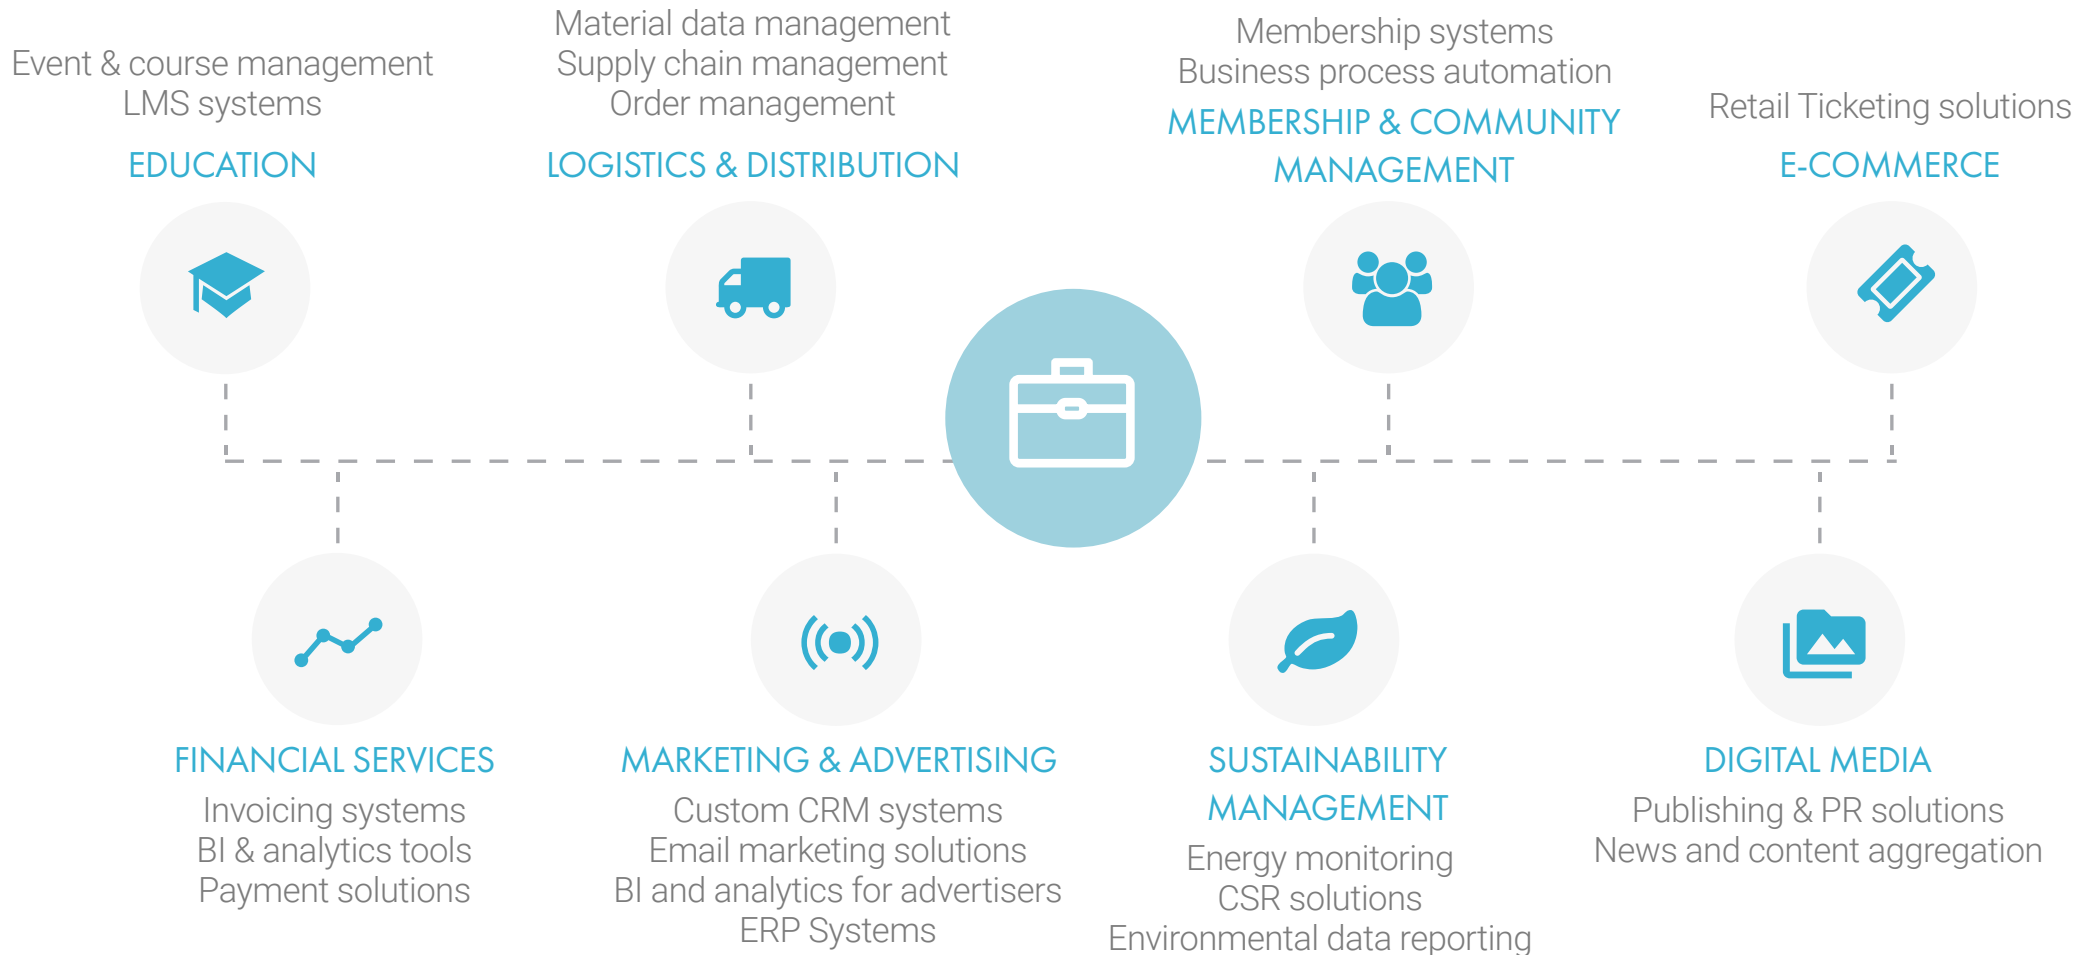 Event & course management
LMS systems
EDUCATION
Material data management
Supply chain management
Order management
LOGISTICS & DISTRIBUTION
Membership systems
Business process automation
MEMBERSHIP & COMMUNITY
MANAGEMENT
Retail Ticketing solutions
E-COMMERCE
FINANCIAL SERVICES
Invoicing systems
BI & analytics tools
Payment solutions
MARKETING & ADVERTISING
Custom CRM systems
Email marketing solutions
BI and analytics for advertisers
ERP Systems
SUSTAINABILITY
MANAGEMENT
Energy monitoring
CSR solutions
Environmental data reporting
DIGITAL MEDIA
Publishing & PR solutions
News and content aggregation